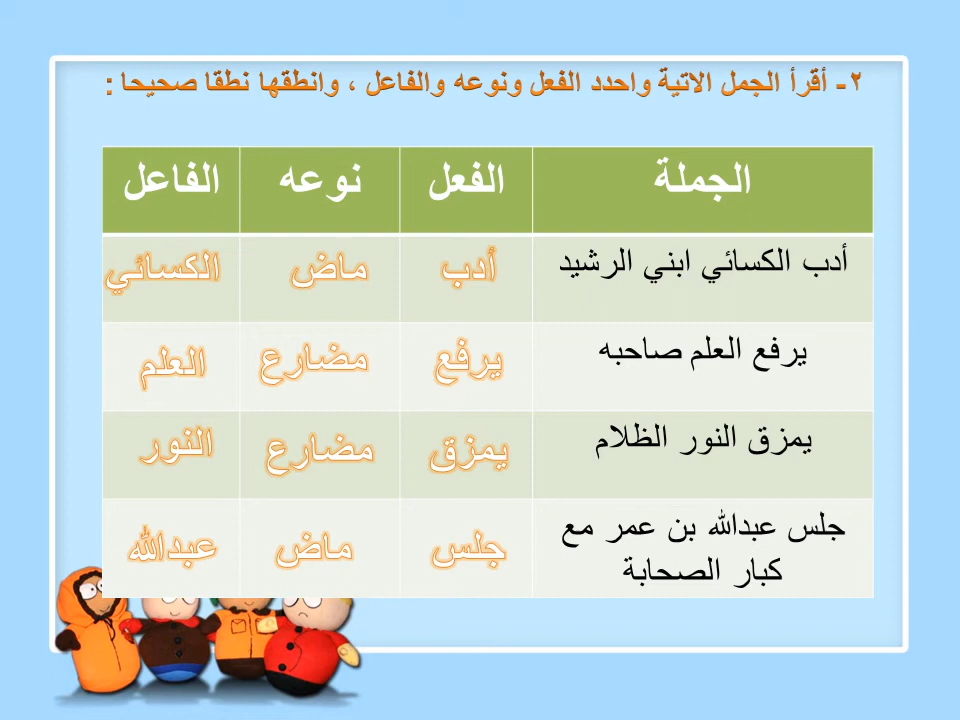 ٢- أقرأ الجمل الاتية واحدد الفعل ونوعه والفاعل ، وانطقها نطقا صحيحا :
الجملة الفعل نوعه الفاعل
أدب الكسائي ابني الرشيد أدب ماض الكسائي
يرفع العلم صاحبه يرفع مضارع العلم
يمزق النور الظلام يمزق مضارع النور
جلس عبدالله بن عمر مع
كبار الصحابة جلس ماض عبدالله